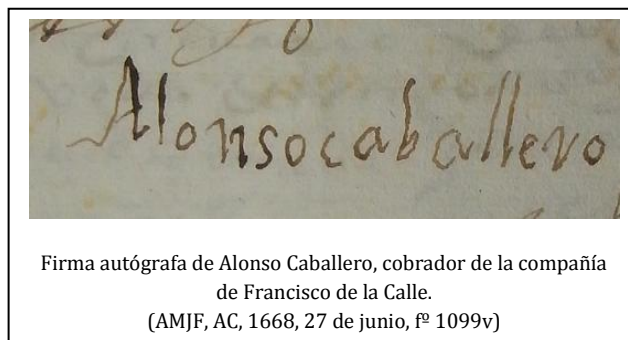 Alonsocaballero
Firma autógrafa de Alonso Caballero, cobrador de la compañía
de Francisco de la Calle.
(AMJF, AC, 1668, 27 de junio, fº 1099v)